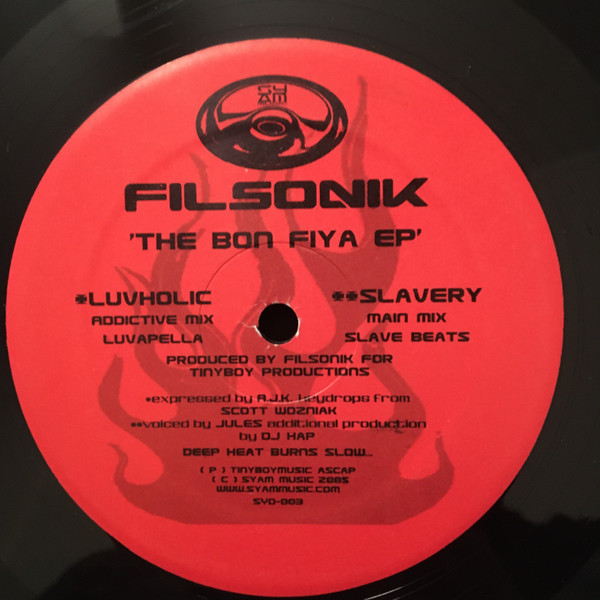 SY
AM
FILSONIK
'THE BON FIYA EP'
*LUVHOLIC
ADDICTIVE MIX
LUVAPELLA
**SLAVERY
MAIN MIX
SLAVE BEATS
PRODUCED BY FILSONIK FOR
TINYBOY PRODUCTIONS
*expressed by A.J.K. keydrops from
SCOTT WOZNIAK
**voiced by JULES additional production
by DJ HAP
DEEP HEAT BURNS SLOW...
( P ) TINYBOYMUSIC ASCAP
( C ) SYAM MUSIC 2005
WWW.SYAMMUSIC.COM
SYD-003